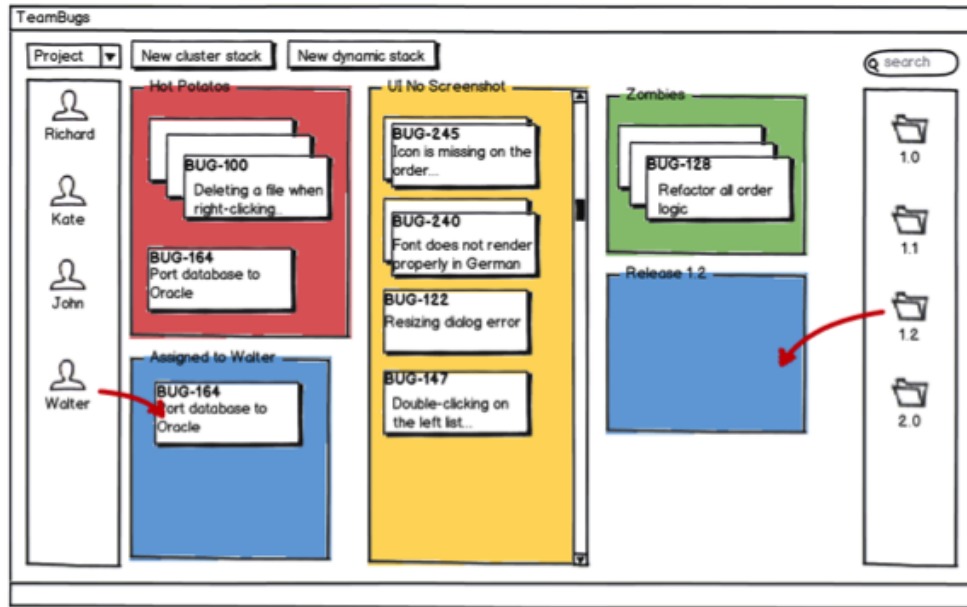 TeamBugs
Project
New cluster stack
New dynamic stack
search
Richard
Kate
John
Walter
Hot Potatos
BUG-100
Deleting a file when
right-clicking..
BUG-164
Port database to
Oracle
Assigned to Walter
BUG-164
Port database to
Oracle
UI No Screenshot
BUG-245
Icon is missing on the
order...
BUG-240
Font does not render
properly in German
BUG-122
Resizing dialog error
BUG-147
Double-clicking on
the left list...
Zombies
BUG-128
Refactor all order
logic
Release 1.2
1.0
1.1
1.2
2.0